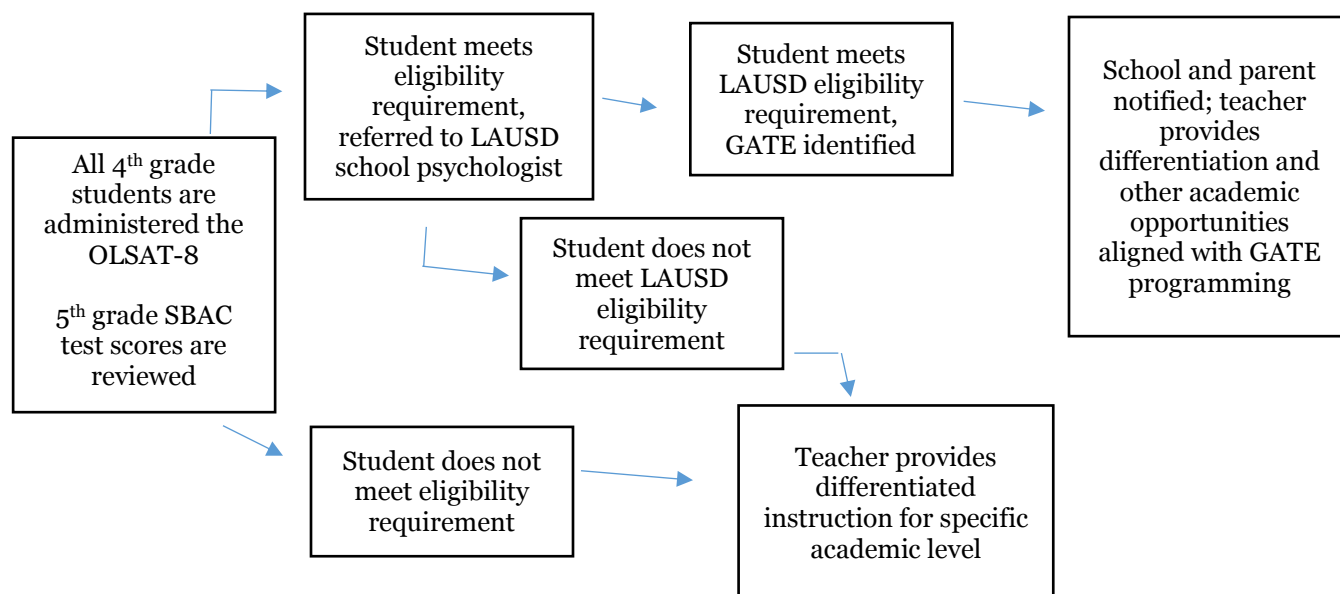 All 4th grade
students are
administered the
OLSAT-8
5th grade SBAC
test scores are
reviewed
Student meets
eligibility
requirement,
referred to LAUSD
school psychologist
Student meets
LAUSD eligibility
requirement,
GATE identified
School and parent
notified; teacher
provides
differentiation and
other academic
opportunities
aligned with GATE
programming
Student does not
meet LAUSD
eligibility
requirement
Student does not
meet eligibility
requirement
Teacher provides
differentiated
instruction for specific
academic level